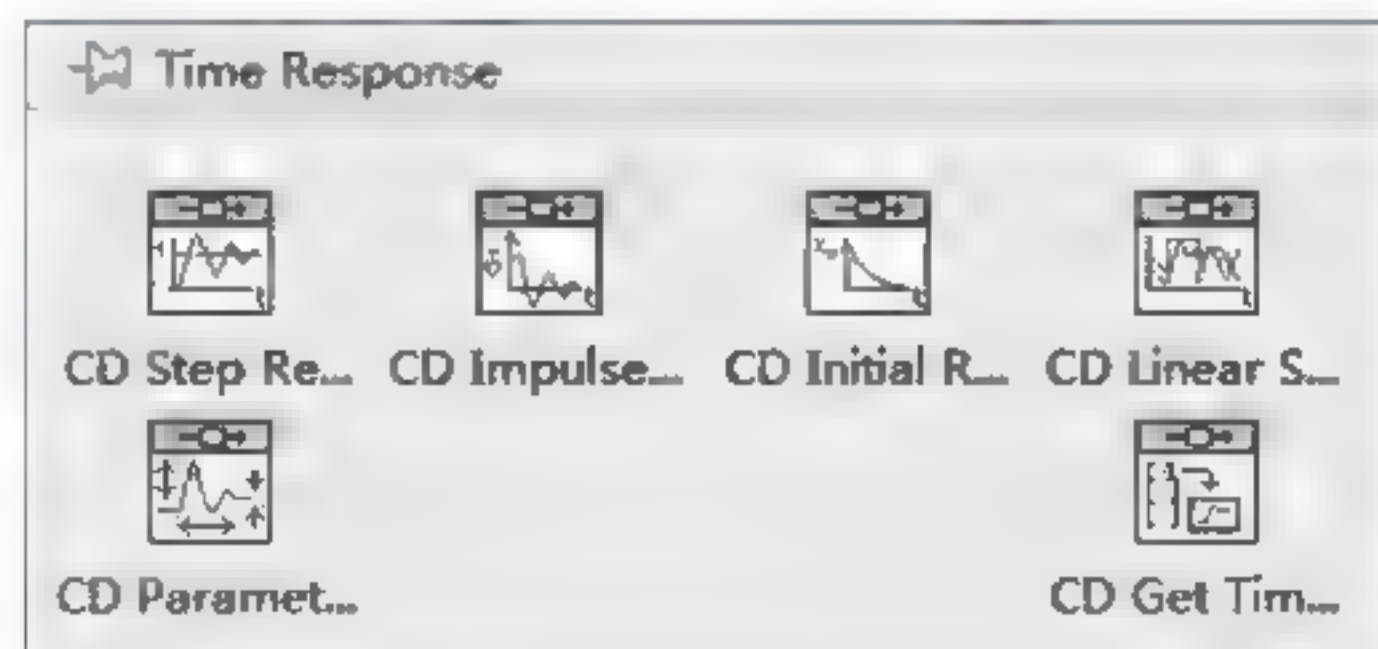 Time Response
CD Step Re... CD Impulse... CD Initial R... CD Linear S...
CD Paramet... CD Get Tim...